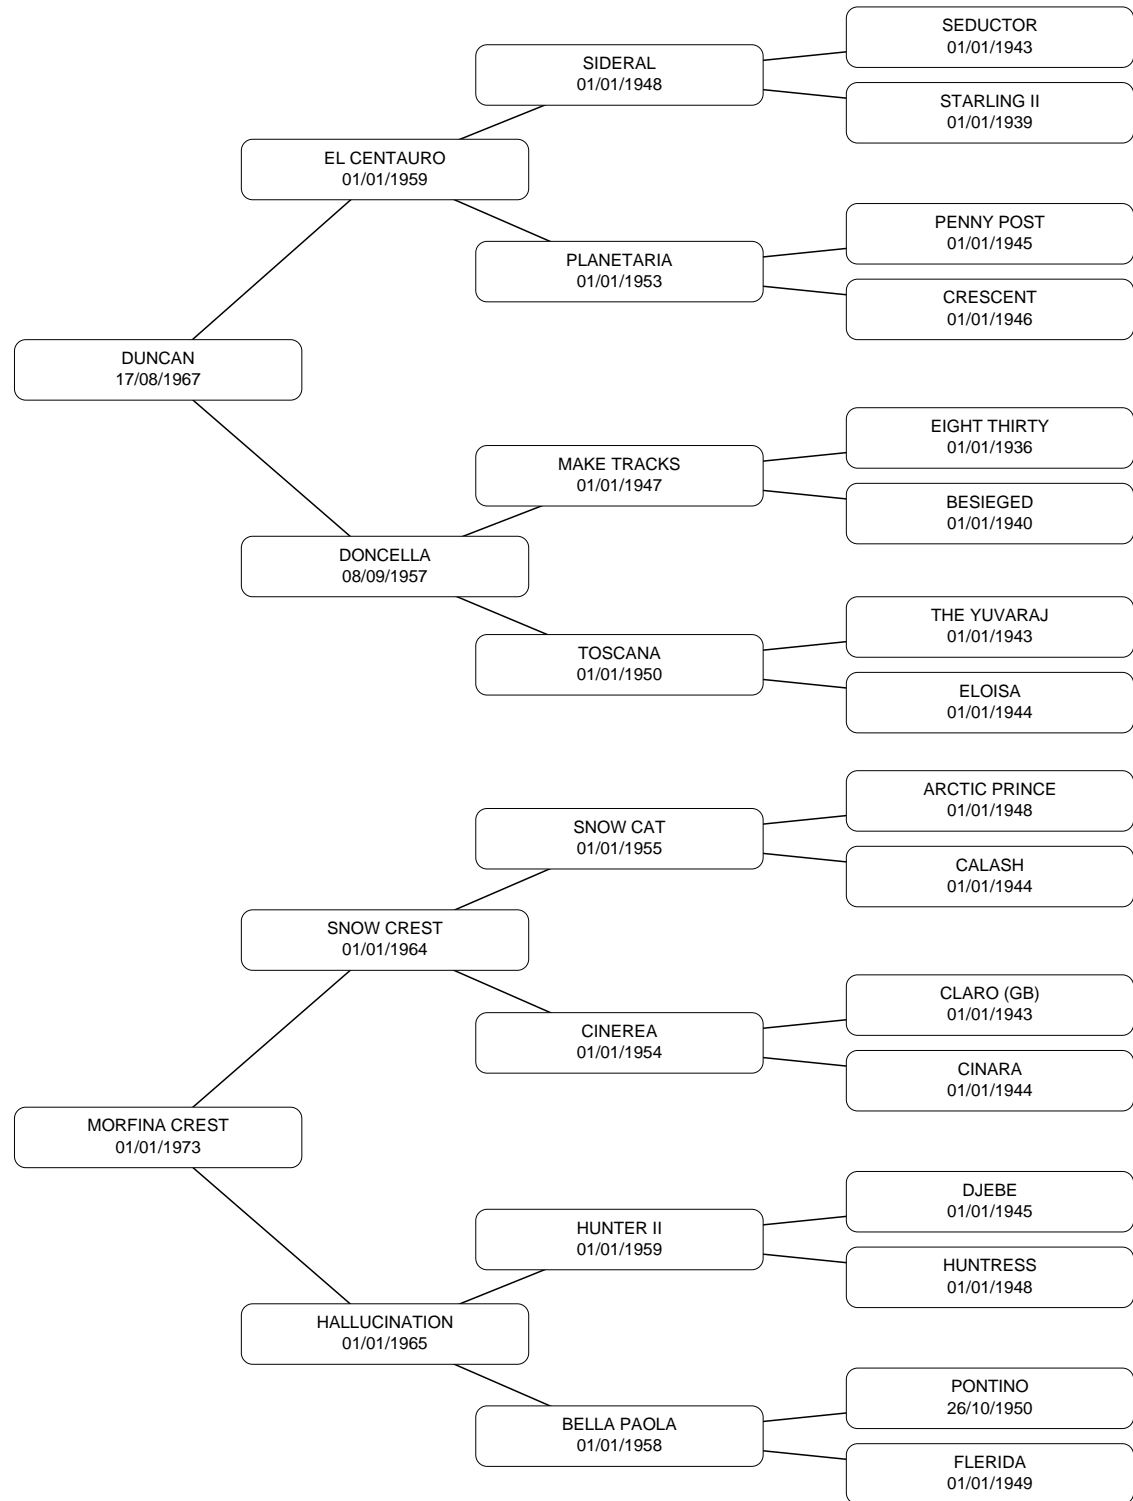 SEDUCTOR
01/01/1943
SIDERAL
01/01/1948
STARLING II
01/01/1939
EL CENTAURO
01/01/1959
PENNY POST
01/01/1945
PLANETARIA
01/01/1953
CRESCENT
01/01/1946
DUNCAN
17/08/1967
EIGHT THIRTY
01/01/1936
MAKE TRACKS
01/01/1947
BESIEGED
01/01/1940
DONCELLA
08/09/1957
THE YUVARAJ
01/01/1943
TOSCANA
01/01/1950
ELOISA
01/01/1944
ARCTIC PRINCE
01/01/1948
SNOW CAT
01/01/1955
CALASH
01/01/1944
SNOW CREST
01/01/1964
CLARO (GB)
01/01/1943
CINEREA
01/01/1954
CINARA
01/01/1944
MORFINA CREST
01/01/1973
DJEBE
01/01/1945
HUNTER II
01/01/1959
HUNTRESS
01/01/1948
HALLUCINATION
01/01/1965
PONTINO
26/10/1950
BELLA PAOLA
01/01/1958
FLERIDA
01/01/1949